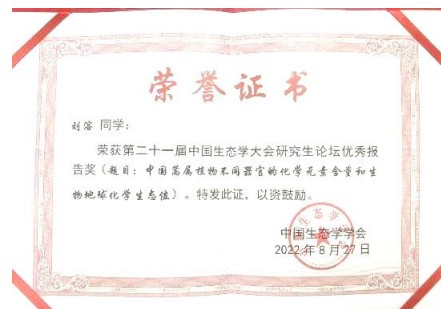 荣誉证书
刘溶 同学:
荣获第二十一届中国生态学大会研究生论坛优秀报
告奖(题目:中国蒿属植物不同器官的化学元素含量和生
物地球化学生态位)。特发此证,以资鼓励。
中国生态学学会
2022年8月27日